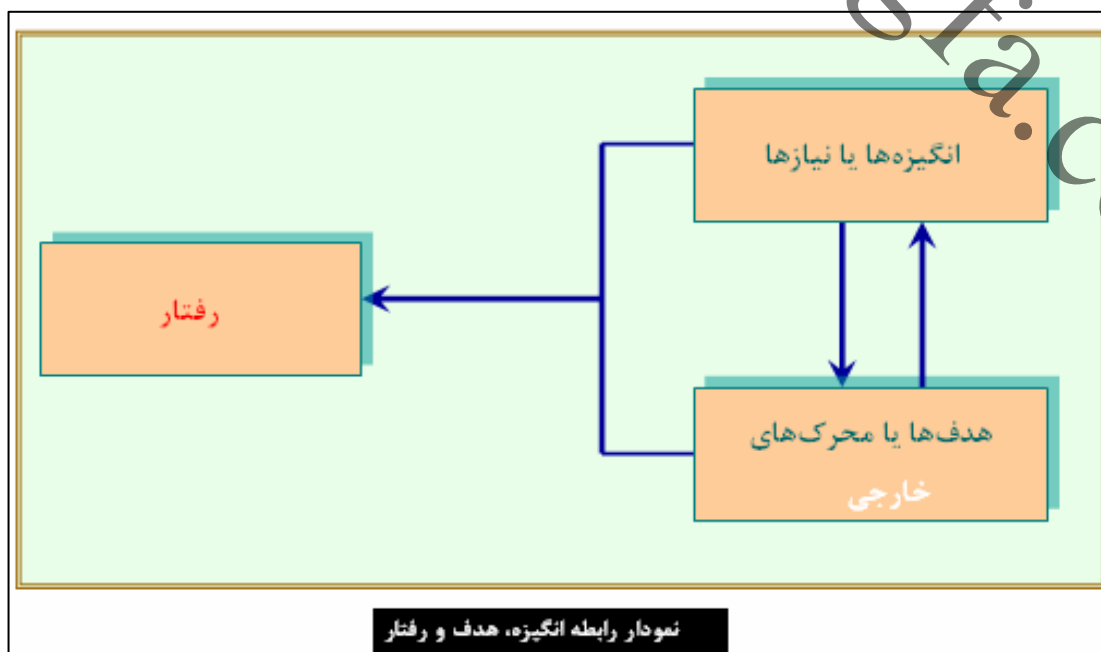 انگیزه‌ها یا نیازها
هدف‌ها یا محرک‌های
خارجی
رفتار
نمودار رابطه انگیزه، هدف و رفتار